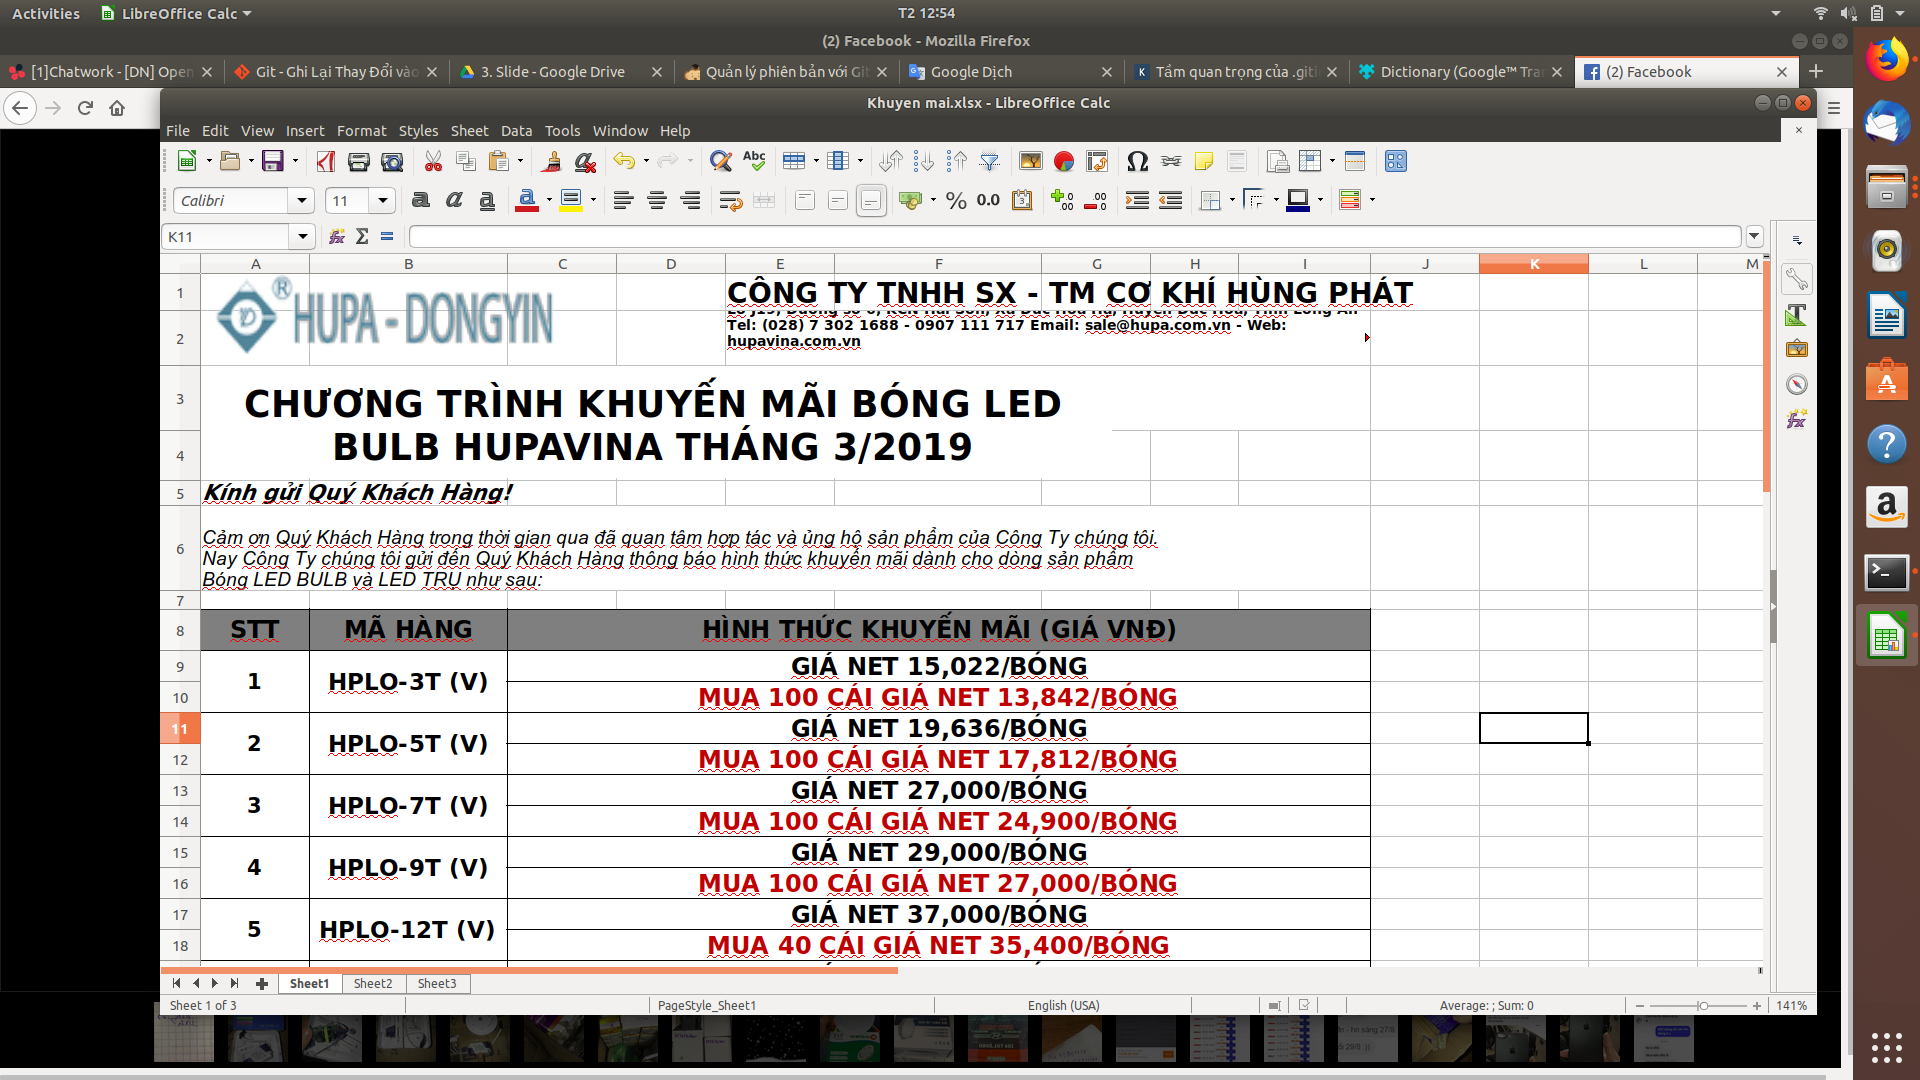 Activities LibreOffice Calc T2 12:54
(2) Facebook - Mozilla Firefox
[1]Chatwork - [DN] Open Git - Ghi Lại Thay Đổi vào 3. Slide - Google Drive Quản lý phiên bản với Git Google Dịch Tầm quan trọng của .giti Dictionary (Google™ Tran (2) Facebook
Khuyen mai.xlsx - LibreOffice Calc
File Edit View Insert Format Styles Sheet Data Tools Window Help
Calibri 11
K11
A B C D E F G H I J K L M
1 HUPA - DONGYIN CÔNG TY TNHH SX - TM CƠ KHÍ HÙNG PHÁT
2 Tel: (028) 7 302 1688 - 0907 111 717 Email: sale@hupa.com.vn - Web:
hupavina.com.vn
3 CHƯƠNG TRÌNH KHUYẾN MÃI BÓNG LED
4 BULB HUPAVINA THÁNG 3/2019
5 Kính gửi Quý Khách Hàng!
6 Cảm ơn Quý Khách Hàng trong thời gian qua đã quan tâm hợp tác và ủng hộ sản phẩm của Công Ty chúng tôi.
Nay Công Ty chúng tôi gửi đến Quý Khách Hàng thông báo hình thức khuyến mãi dành cho dòng sản phẩm
Bóng LED BULB và LED TRỤ như sau:
7
8 STT MÃ HÀNG HÌNH THỨC KHUYẾN MÃI (GIÁ VNĐ)
9 1 HPLO-3T (V) GIÁ NET 15,022/BÓNG
10 MUA 100 CÁI GIÁ NET 13,842/BÓNG
11 2 HPLO-5T (V) GIÁ NET 19,636/BÓNG
12 MUA 100 CÁI GIÁ NET 17,812/BÓNG
13 3 HPLO-7T (V) GIÁ NET 27,000/BÓNG
14 MUA 100 CÁI GIÁ NET 24,900/BÓNG
15 4 HPLO-9T (V) GIÁ NET 29,000/BÓNG
16 MUA 100 CÁI GIÁ NET 27,000/BÓNG
17 5 HPLO-12T (V) GIÁ NET 37,000/BÓNG
18 MUA 40 CÁI GIÁ NET 35,400/BÓNG
Sheet1 Sheet2 Sheet3
Sheet 1 of 3 PageStyle_Sheet1 English (USA) Average: ; Sum: 0 141%